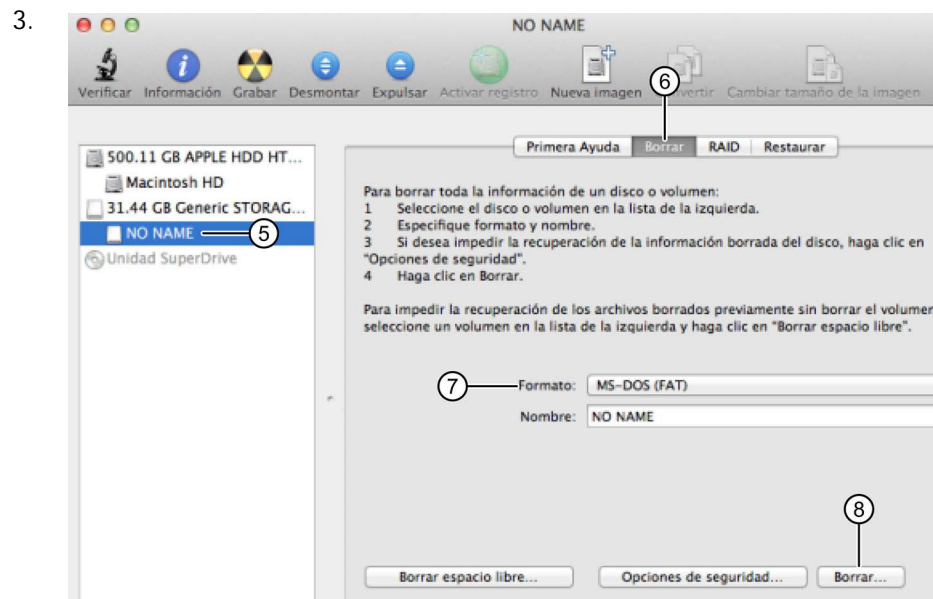 3.
NO NAME
Verificar Información Grabar Desmontar Expulsar Activar registro Nueva imagen Convertir Cambiar tamaño de la imagen
6
Primera Ayuda Borrar RAID Restaurar
500.11 GB APPLE HDD HT...
Macintosh HD
31.44 GB Generic STORAG...
NO NAME 5
Unidad SuperDrive
Para borrar toda la información de un disco o volumen:
1 Seleccione el disco o volumen en la lista de la izquierda.
2 Especifique formato y nombre.
3 Si desea impedir la recuperación de la información borrada del disco, haga clic en
"Opciones de seguridad".
4 Haga clic en Borrar.
Para impedir la recuperación de los archivos borrados previamente sin borrar el volumen
seleccione un volumen en la lista de la izquierda y haga clic en "Borrar espacio libre".
7 Formato: MS-DOS (FAT)
Nombre: NO NAME
8
Borrar espacio libre... Opciones de seguridad... Borrar...